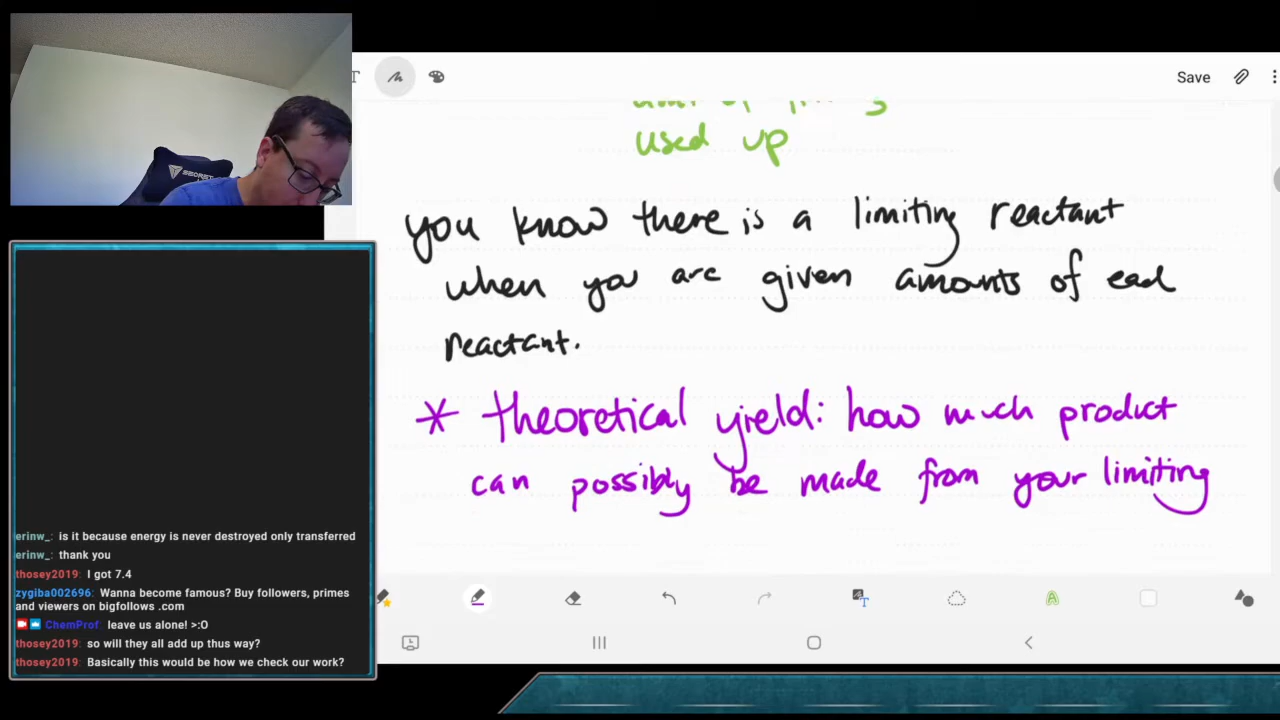 T
Save
used up
you know there is a limiting reactant
when you are given amounts of each
reactant.
* theoretical yield: how much product
can possibly be made from your limiting
SECRET
erinw_: is it because energy is never destroyed only transferred
erinw_: thank you
thosey2019: I got 7.4
zygiba002696: Wanna become famous? Buy followers, primes
and viewers on bigfollows .com
ChemProf: leave us alone! >:O
thosey2019: so will they all add up thus way?
thosey2019: Basically this would be how we check our work?